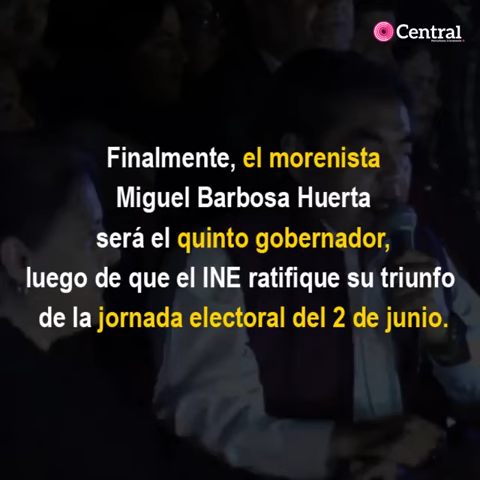 Central
Finalmente, el morenista
Miguel Barbosa Huerta
será el quinto gobernador,
luego de que el INE ratifique su triunfo
de la jornada electoral del 2 de junio.